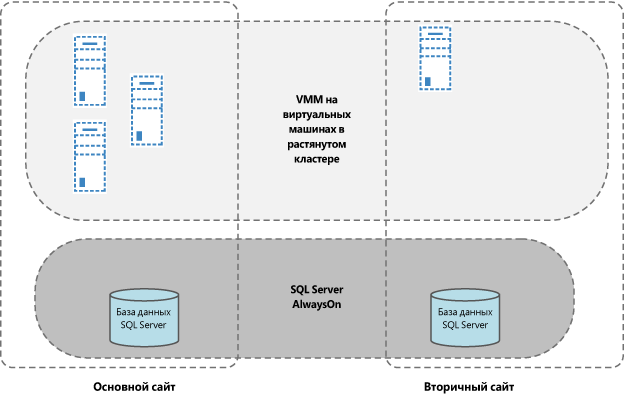 VMM на
виртуальных
машинах в
растянутом
кластере
SQL Server
AlwaysOn
База данных
SQL Server
База данных
SQL Server
Основной сайт
Вторичный сайт